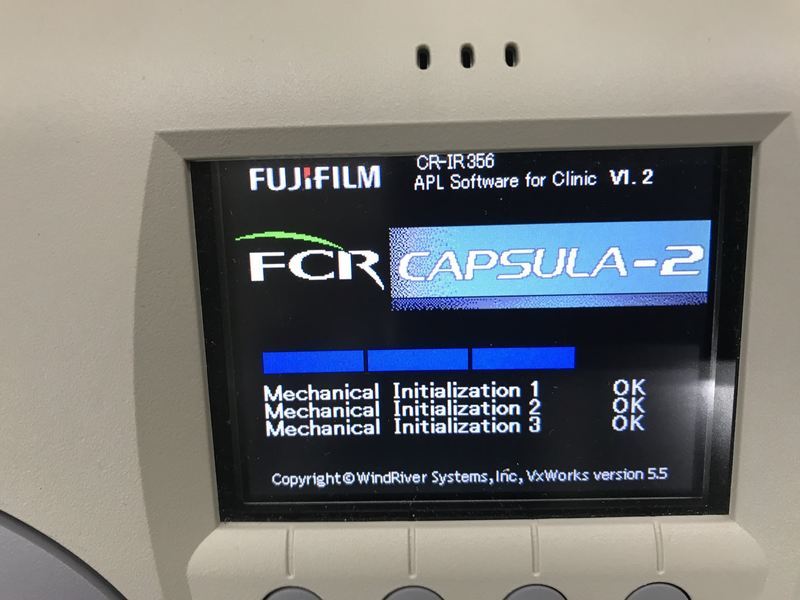 CR-IR356
FUJIFILM APL Software for Clinic V1.2
FCR CAPSULA-2
Mechanical Initialization 1 OK
Mechanical Initialization 2 OK
Mechanical Initialization 3 OK
Copyright © WindRiver Systems, Inc, VxWorks version 5.5